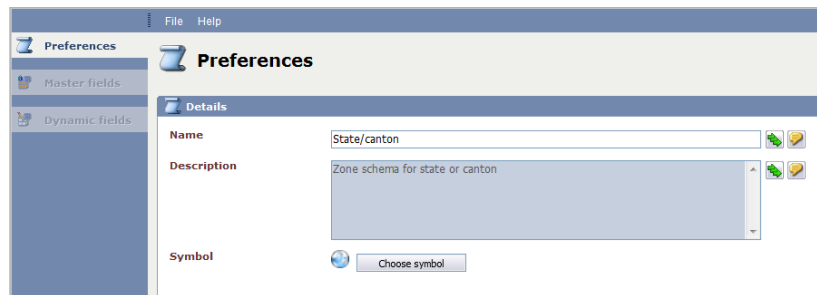 File Help
Preferences
Master fields
Dynamic fields
Preferences
Details
Name State/canton
Description Zone schema for state or canton
Symbol Choose symbol